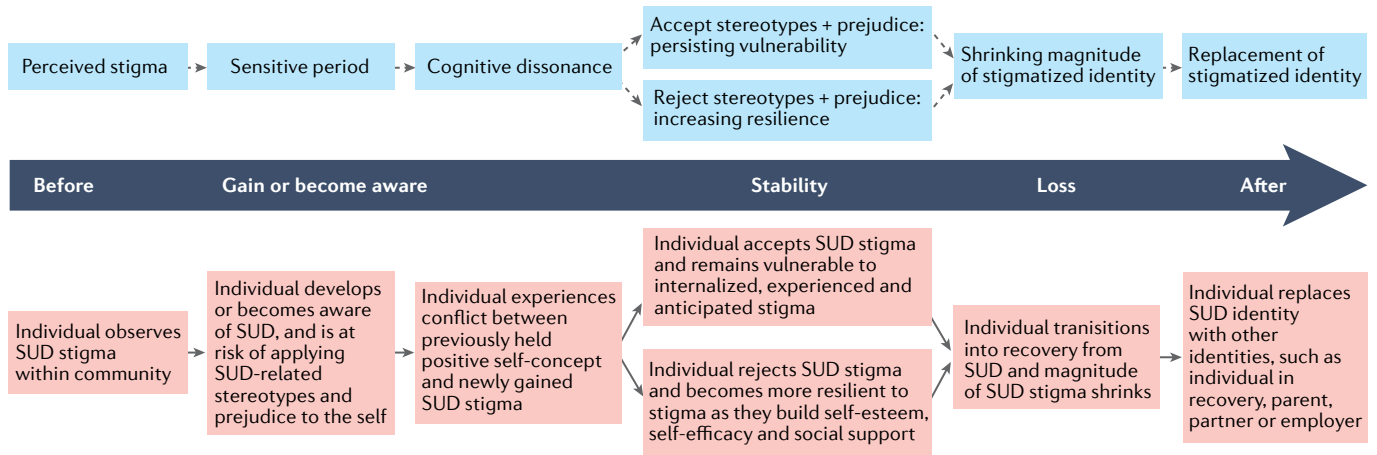 Perceived stigma
Sensitive period
Cognitive dissonance
Accept stereotypes + prejudice:
persisting vulnerability
Reject stereotypes + prejudice:
increasing resilience
Shrinking magnitude
of stigmatized identity
Replacement of
stigmatized identity
Before
Gain or become aware
Stability
Loss
After
Individual observes
SUD stigma
within community
Individual develops
or becomes aware
of SUD, and is at
risk of applying
SUD-related
stereotypes and
prejudice to the self
Individual experiences
conflict between
previously held
positive self-concept
and newly gained
SUD stigma
Individual accepts SUD stigma
and remains vulnerable to
internalized, experienced and
anticipated stigma
Individual rejects SUD stigma
and becomes more resilient to
stigma as they build self-esteem,
self-efficacy and social support
Individual tranisitions
into recovery from
SUD and magnitude
of SUD stigma shrinks
Individual replaces
SUD identity
with other
identities, such as
individual in
recovery, parent,
partner or employer